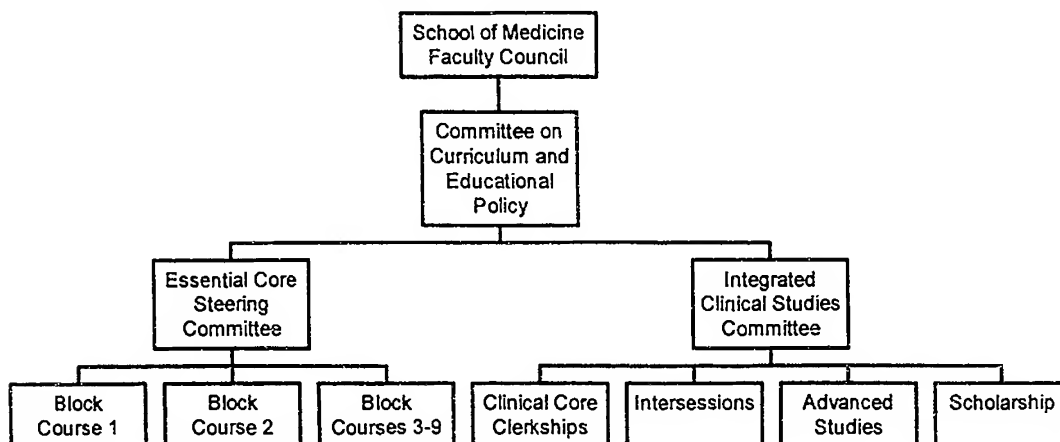 School of Medicine
Faculty Council
Committee on
Curriculum and
Educational
Policy
Essential Core
Steering
Committee
Integrated
Clinical Studies
Committee
Block
Course 1
Block
Course 2
Block
Courses 3-9
Clinical Core
Clerkships
Intersessions
Advanced
Studies
Scholarship